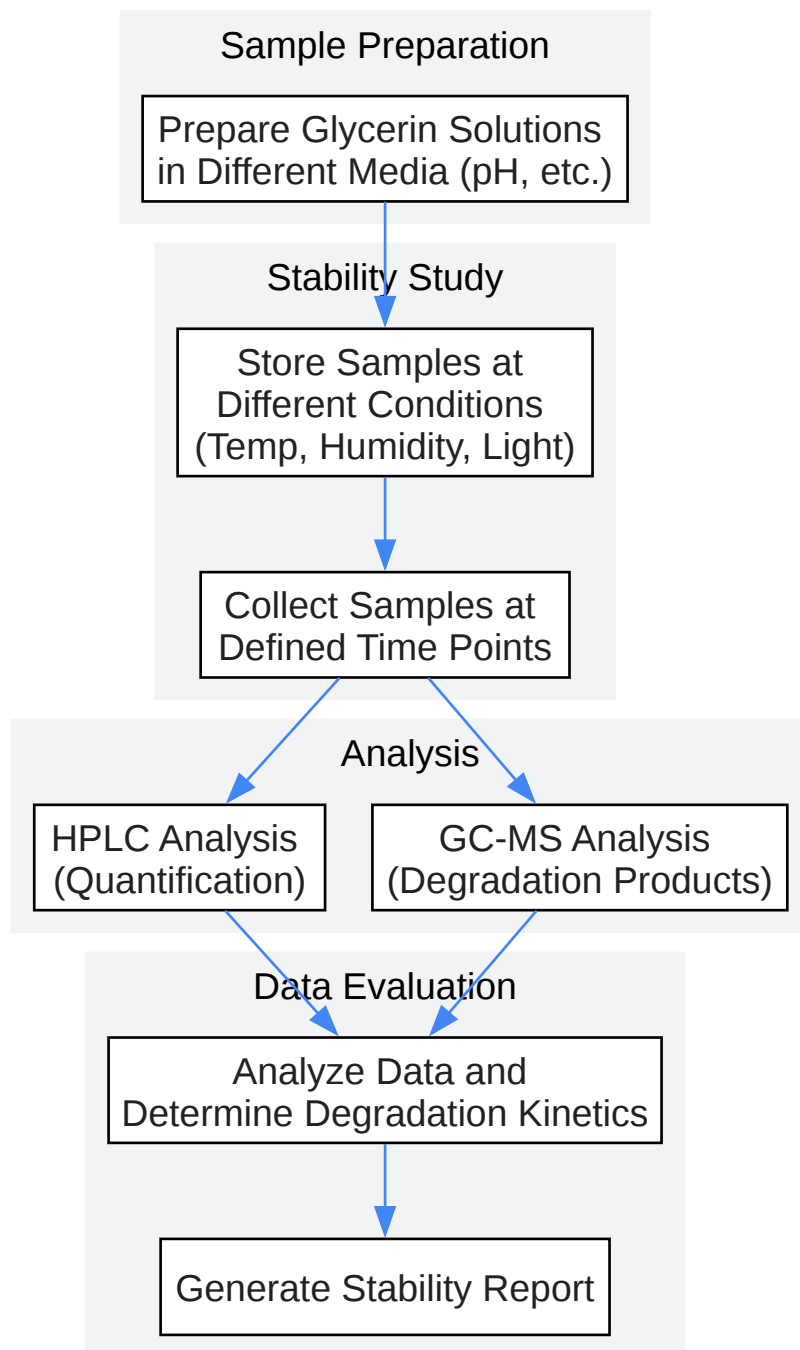 Sample Preparation
Prepare Glycerin Solutions
in Different Media (pH, etc.)
Stability Study
Store Samples at
Different Conditions
(Temp, Humidity, Light)
Collect Samples at
Defined Time Points
Analysis
HPLC Analysis
(Quantification)
GC-MS Analysis
(Degradation Products)
Data Evaluation
Analyze Data and
Determine Degradation Kinetics
Generate Stability Report